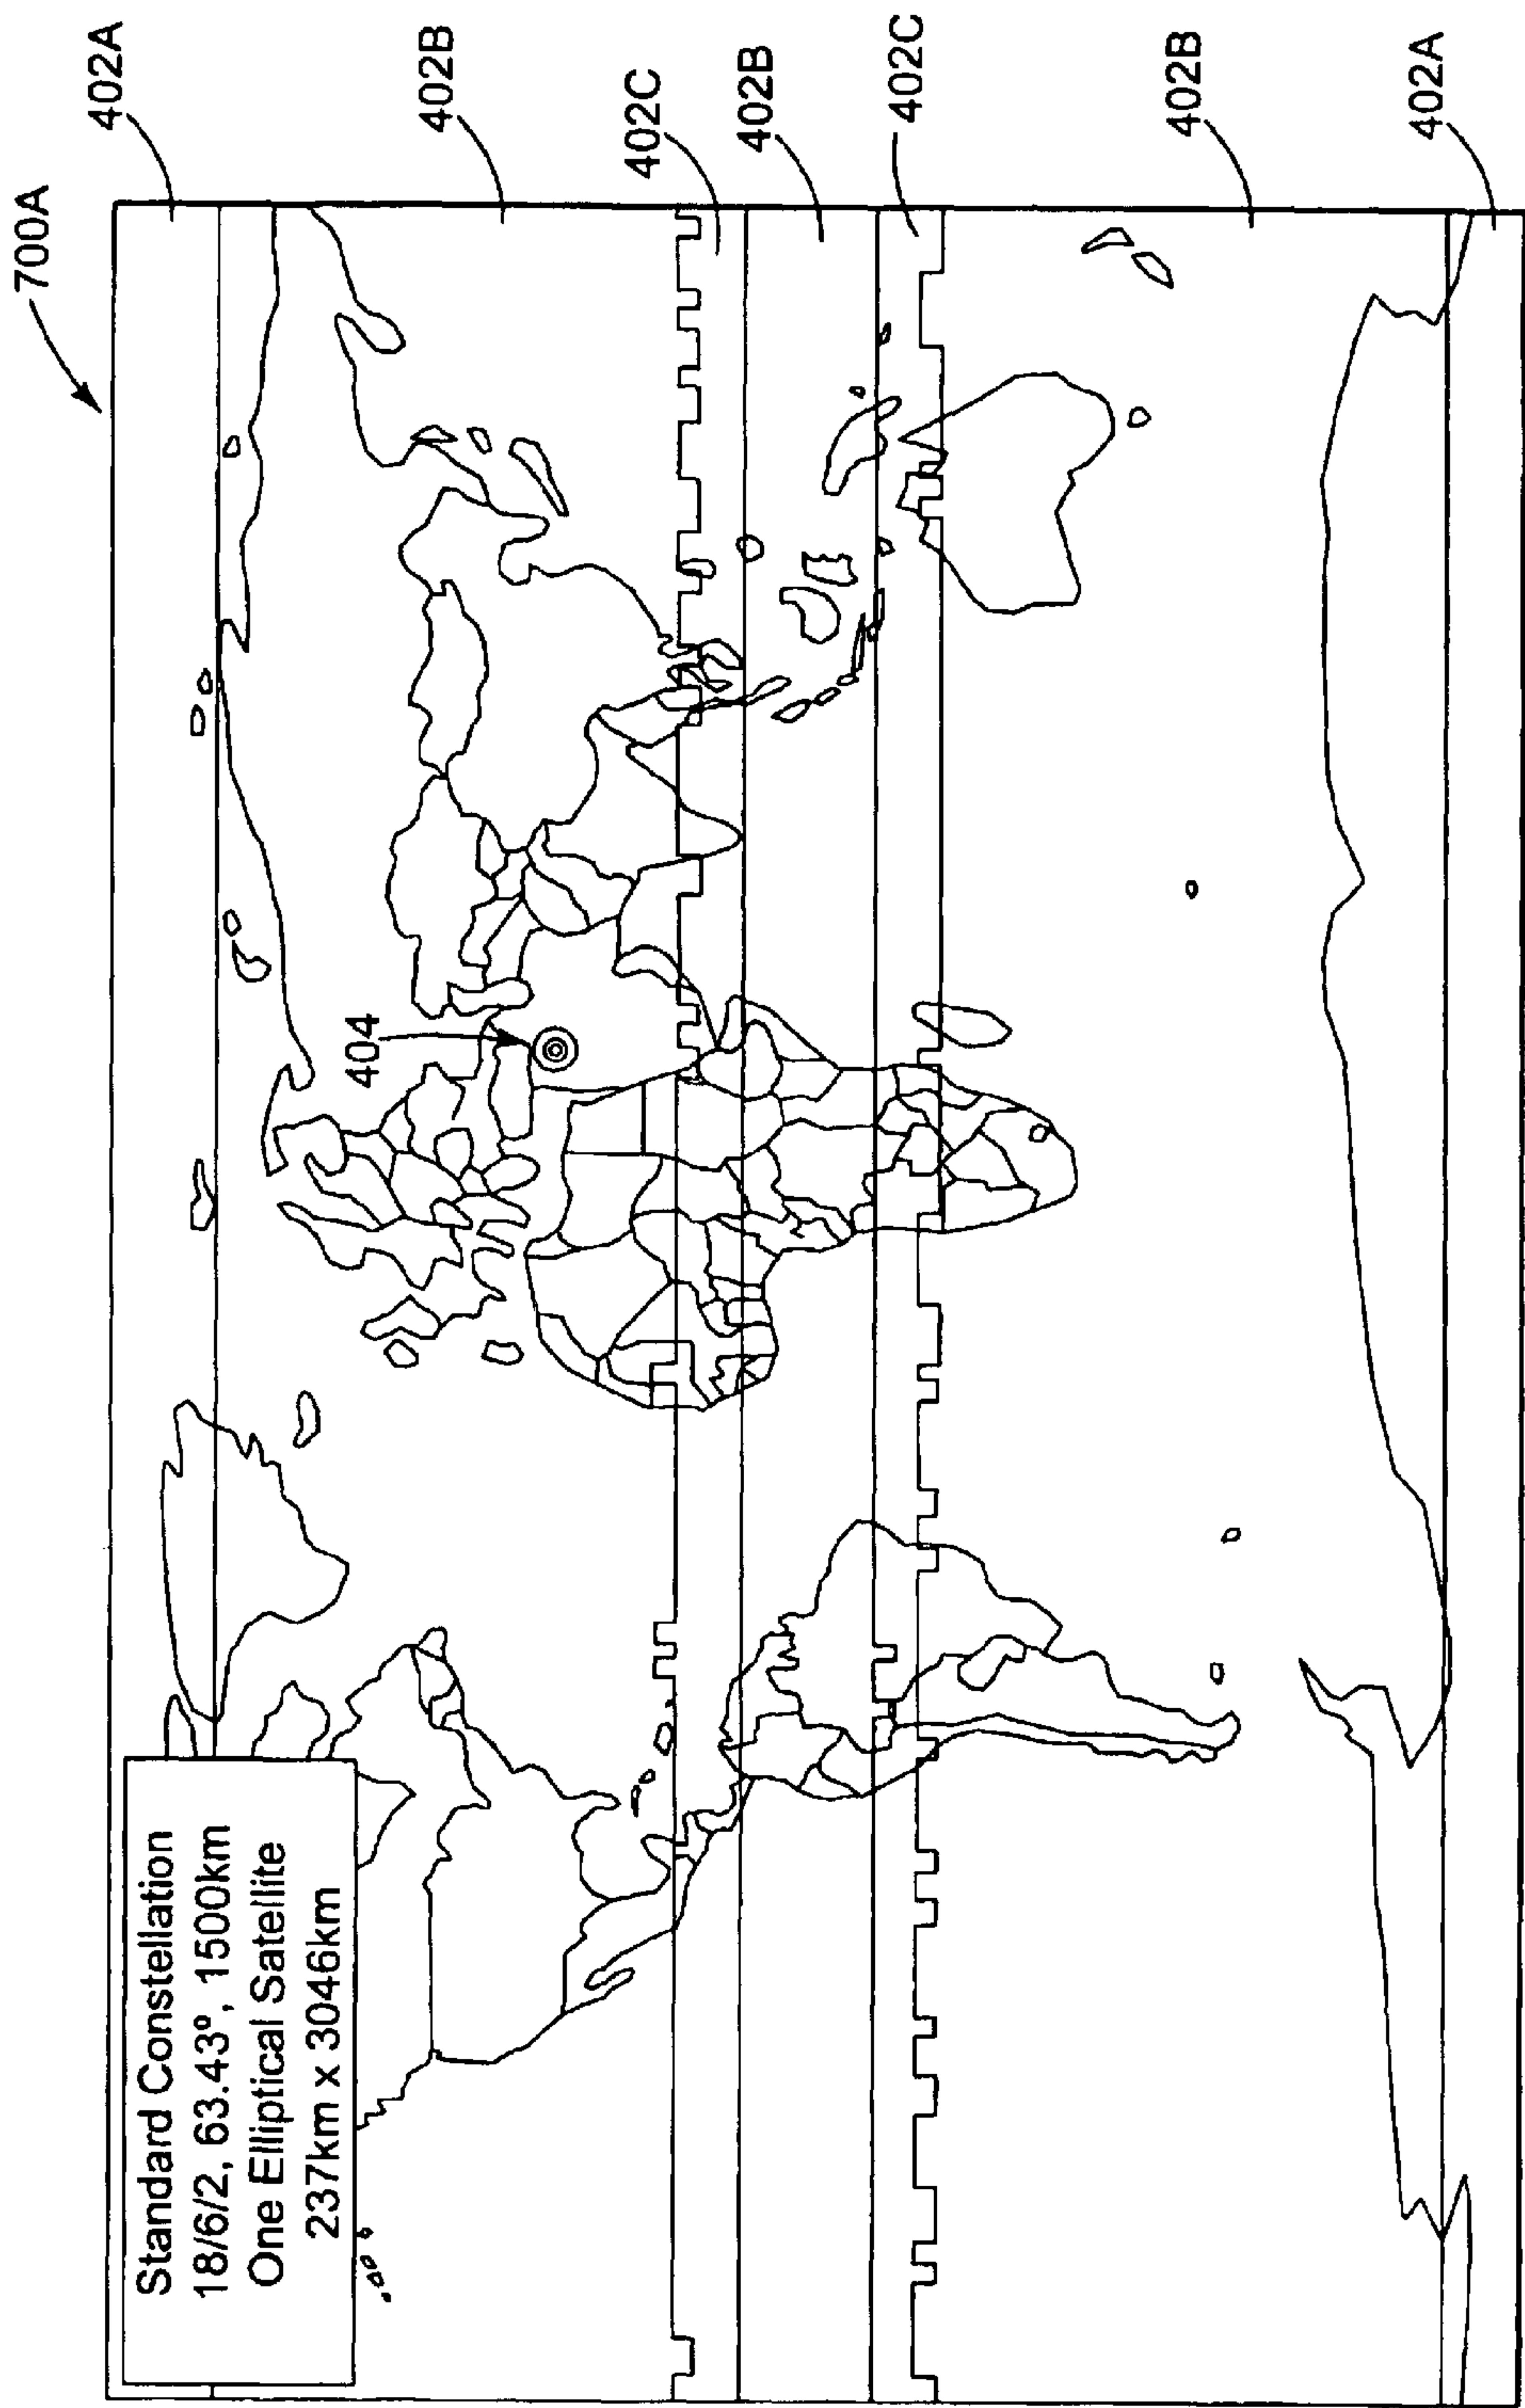 700A
402A
402B
402C
402B
402C
402B
402A
404
Standard Constellation
18/6/2, 63.43º, 1500km
One Elliptical Satellite
237km x 3046km